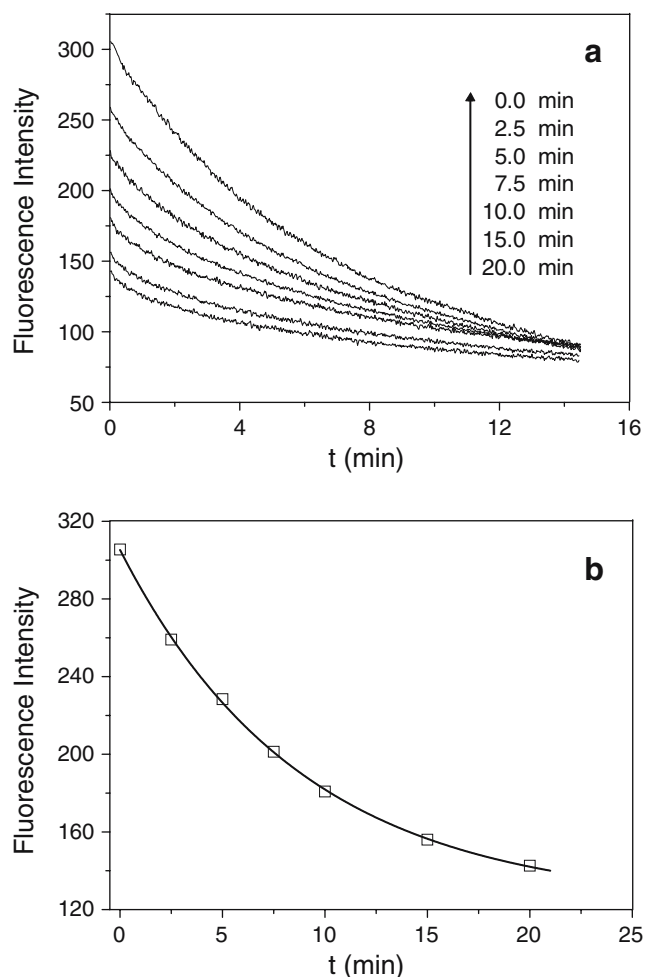 a
300
250
200
150
100
50
Fluorescence Intensity
0.0 min
2.5 min
5.0 min
7.5 min
10.0 min
15.0 min
20.0 min
0 4 8 12 16
t (min)
b
320
280
240
200
160
120
Fluorescence Intensity
0 5 10 15 20 25
t (min)